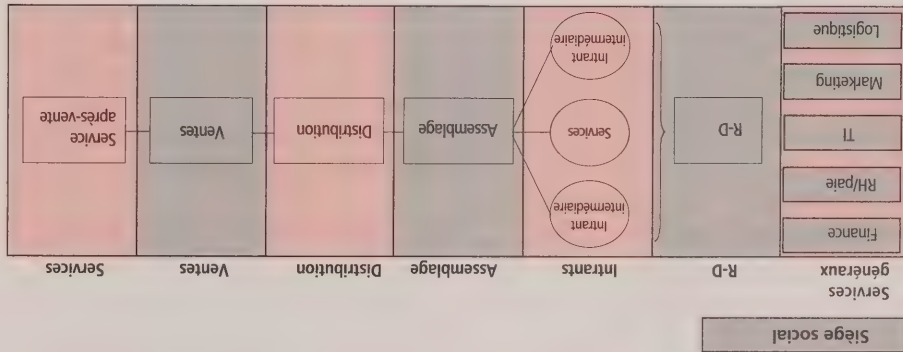 Siège social
Services
généraux
R-D
Intrants
Assemblage
Distribution
Ventes
Services
Finance
RH/paie
TI
Marketing
Logistique
R-D
Intrant
intermédiaire
Services
Intrant
intermédiaire
Assemblage
Distribution
Ventes
Service
après-vente